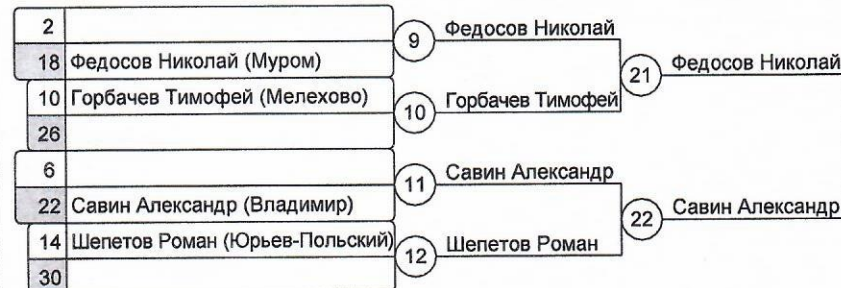 2
9 Федосов Николай
18 Федосов Николай (Муром)
21 Федосов Николай
10 Горбачев Тимофей (Мелехово)
10 Горбачев Тимофей
26
6
11 Савин Александр
22 Савин Александр (Владимир)
22 Савин Александр
14 Шепетов Роман (Юрьев-Польский)
12 Шепетов Роман
30